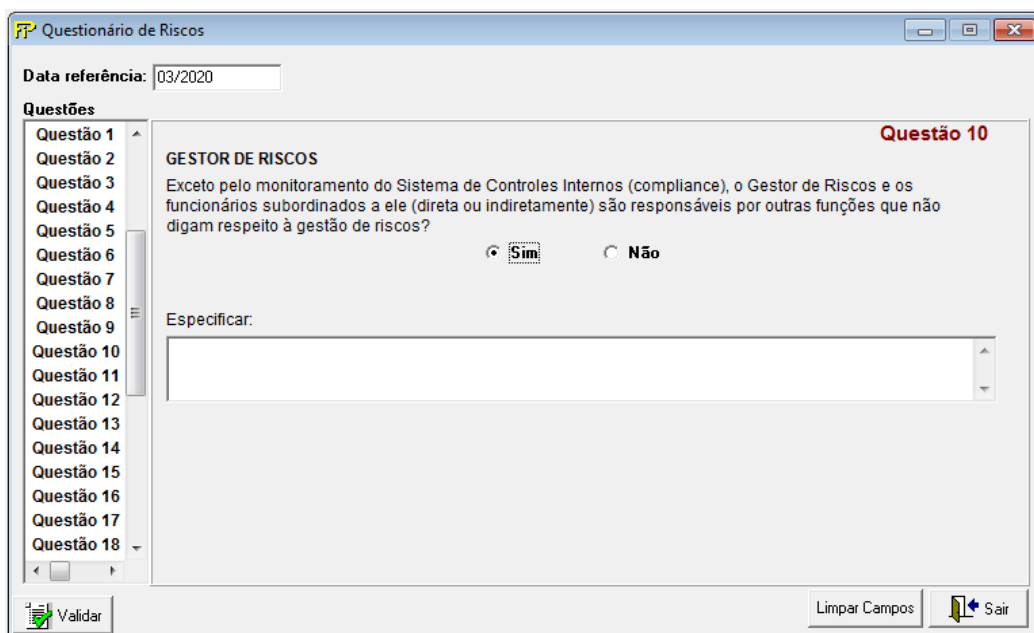 Questionário de Riscos
Data referência: 03/2020
Questões
Questão 1
Questão 2
Questão 3
Questão 4
Questão 5
Questão 6
Questão 7
Questão 8
Questão 9
Questão 10
Questão 11
Questão 12
Questão 13
Questão 14
Questão 15
Questão 16
Questão 17
Questão 18
Questão 10
GESTOR DE RISCOS
Exceto pelo monitoramento do Sistema de Controles Internos (compliance), o Gestor de Riscos e os
funcionários subordinados a ele (direta ou indiretamente) são responsáveis por outras funções que não
digam respeito à gestão de riscos?
Sim Não
Especificar:
Validar
Limpar Campos
Sair